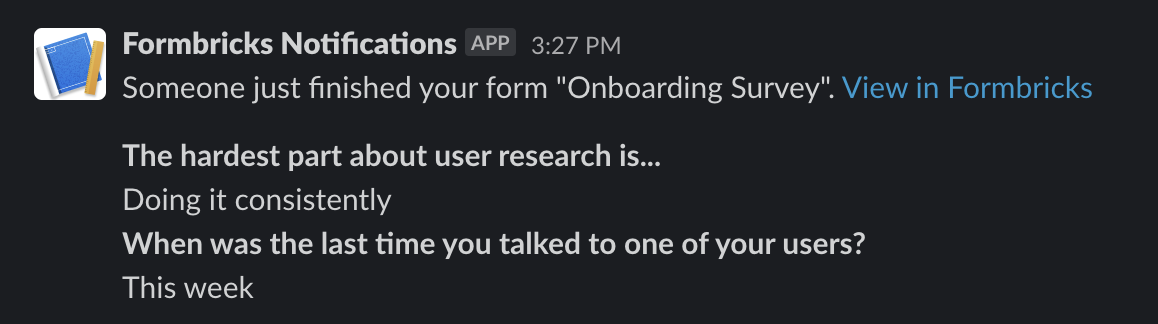 Formbricks Notifications APP 3:27 PM
Someone just finished your form "Onboarding Survey". View in Formbricks
The hardest part about user research is...
Doing it consistently
When was the last time you talked to one of your users?
This week